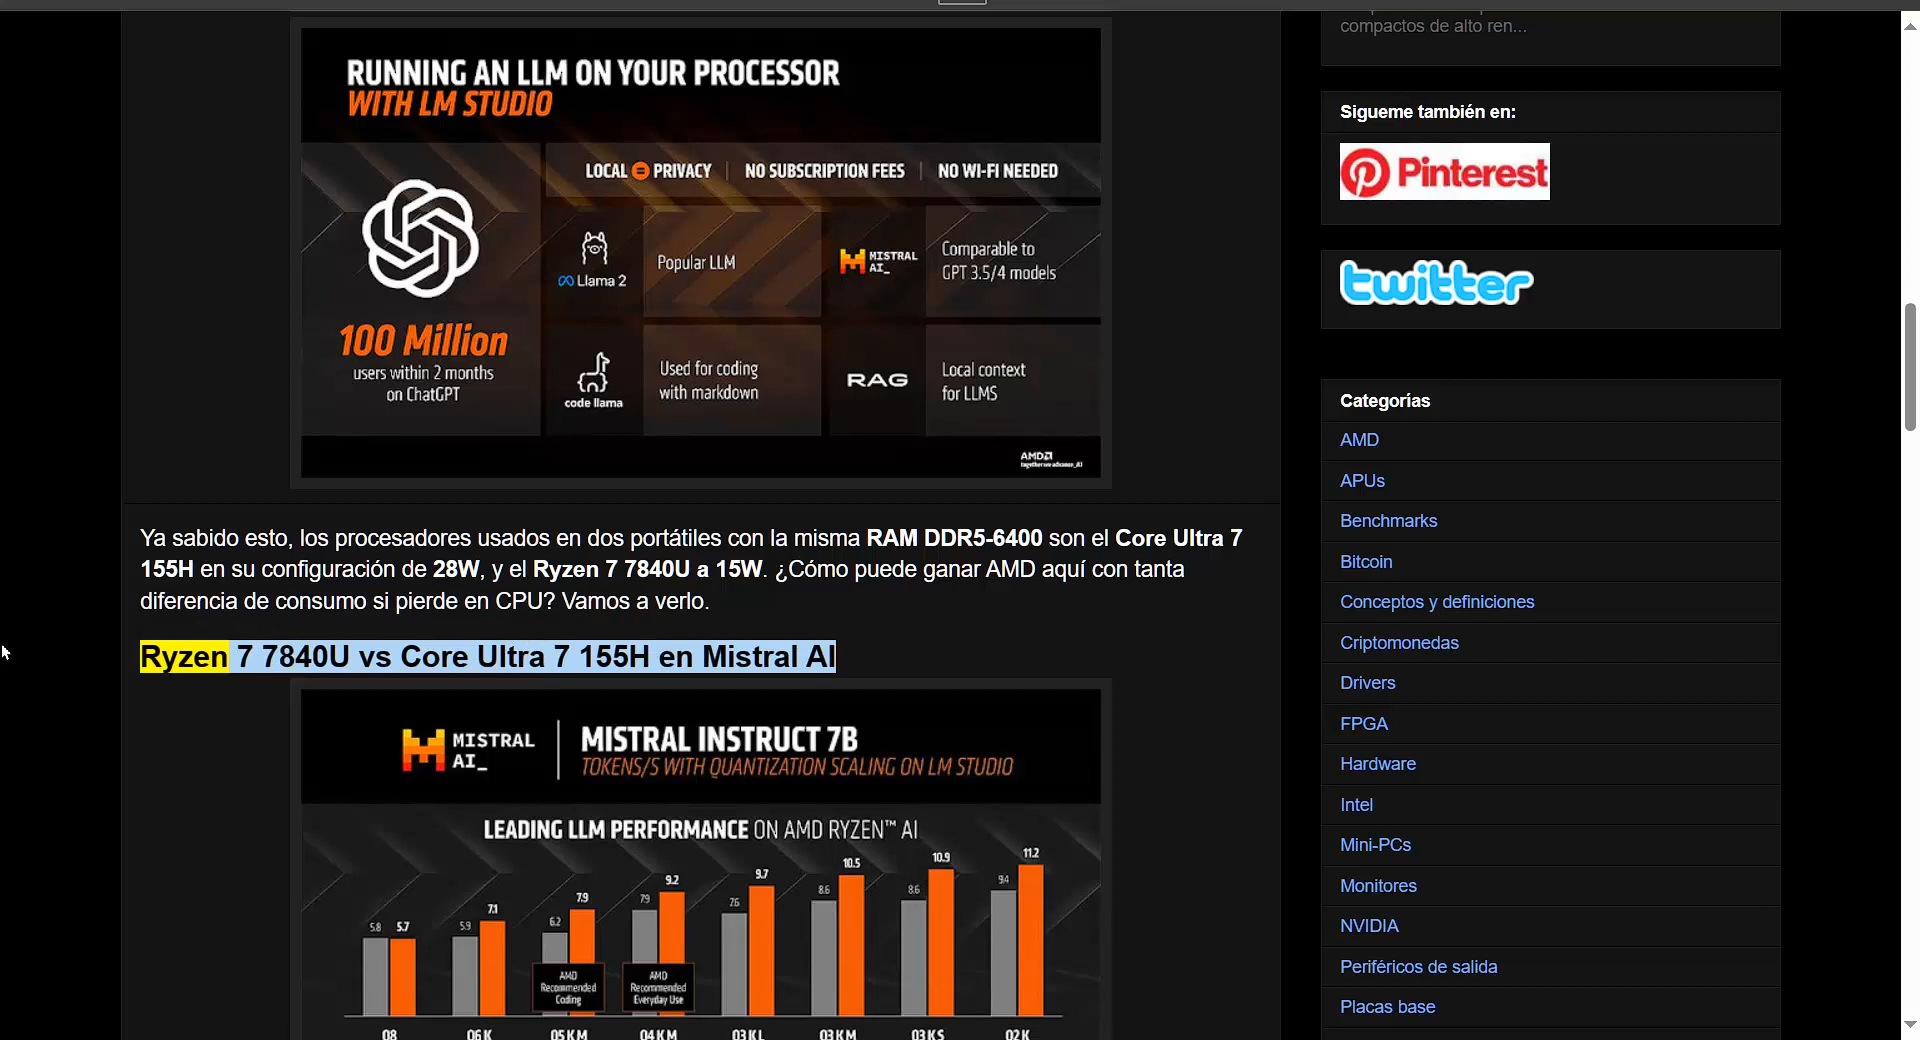 compactos de alto ren...
RUNNING AN LLM ON YOUR PROCESSOR
WITH LM STUDIO
LOCAL = PRIVACY | NO SUBSCRIPTION FEES | NO WI-FI NEEDED
100 Million
users within 2 months
on ChatGPT
Llama 2
Popular LLM
MISTRAL
AI_
Comparable to
GPT 3.5/4 models
code llama
Used for coding
with markdown
RAG
Local context
for LLMS
AMD
together we advance_AI
Ya sabido esto, los procesadores usados en dos portátiles con la misma RAM DDR5-6400 son el Core Ultra 7
155H en su configuración de 28W, y el Ryzen 7 7840U a 15W. ¿Cómo puede ganar AMD aquí con tanta
diferencia de consumo si pierde en CPU? Vamos a verlo.
Ryzen 7 7840U vs Core Ultra 7 155H en Mistral AI
MISTRAL
AI_
MISTRAL INSTRUCT 7B
TOKENS/S WITH QUANTIZATION SCALING ON LM STUDIO
LEADING LLM PERFORMANCE ON AMD RYZEN™ AI
5.8 5.7
5.9 7.1
6.2 7.9
7.9 9.2
7.6 9.7
8.6 10.5
8.6 10.9
9.4 11.2
AMD
Recommended
Coding
AMD
Recommended
Everyday Use
Q8 Q6 K Q5 K M Q4 K M Q3 K L Q3 K M Q3 K S Q2 K
Sigueme también en:
Pinterest
twitter
Categorías
AMD
APUs
Benchmarks
Bitcoin
Conceptos y definiciones
Criptomonedas
Drivers
FPGA
Hardware
Intel
Mini-PCs
Monitores
NVIDIA
Periféricos de salida
Placas base